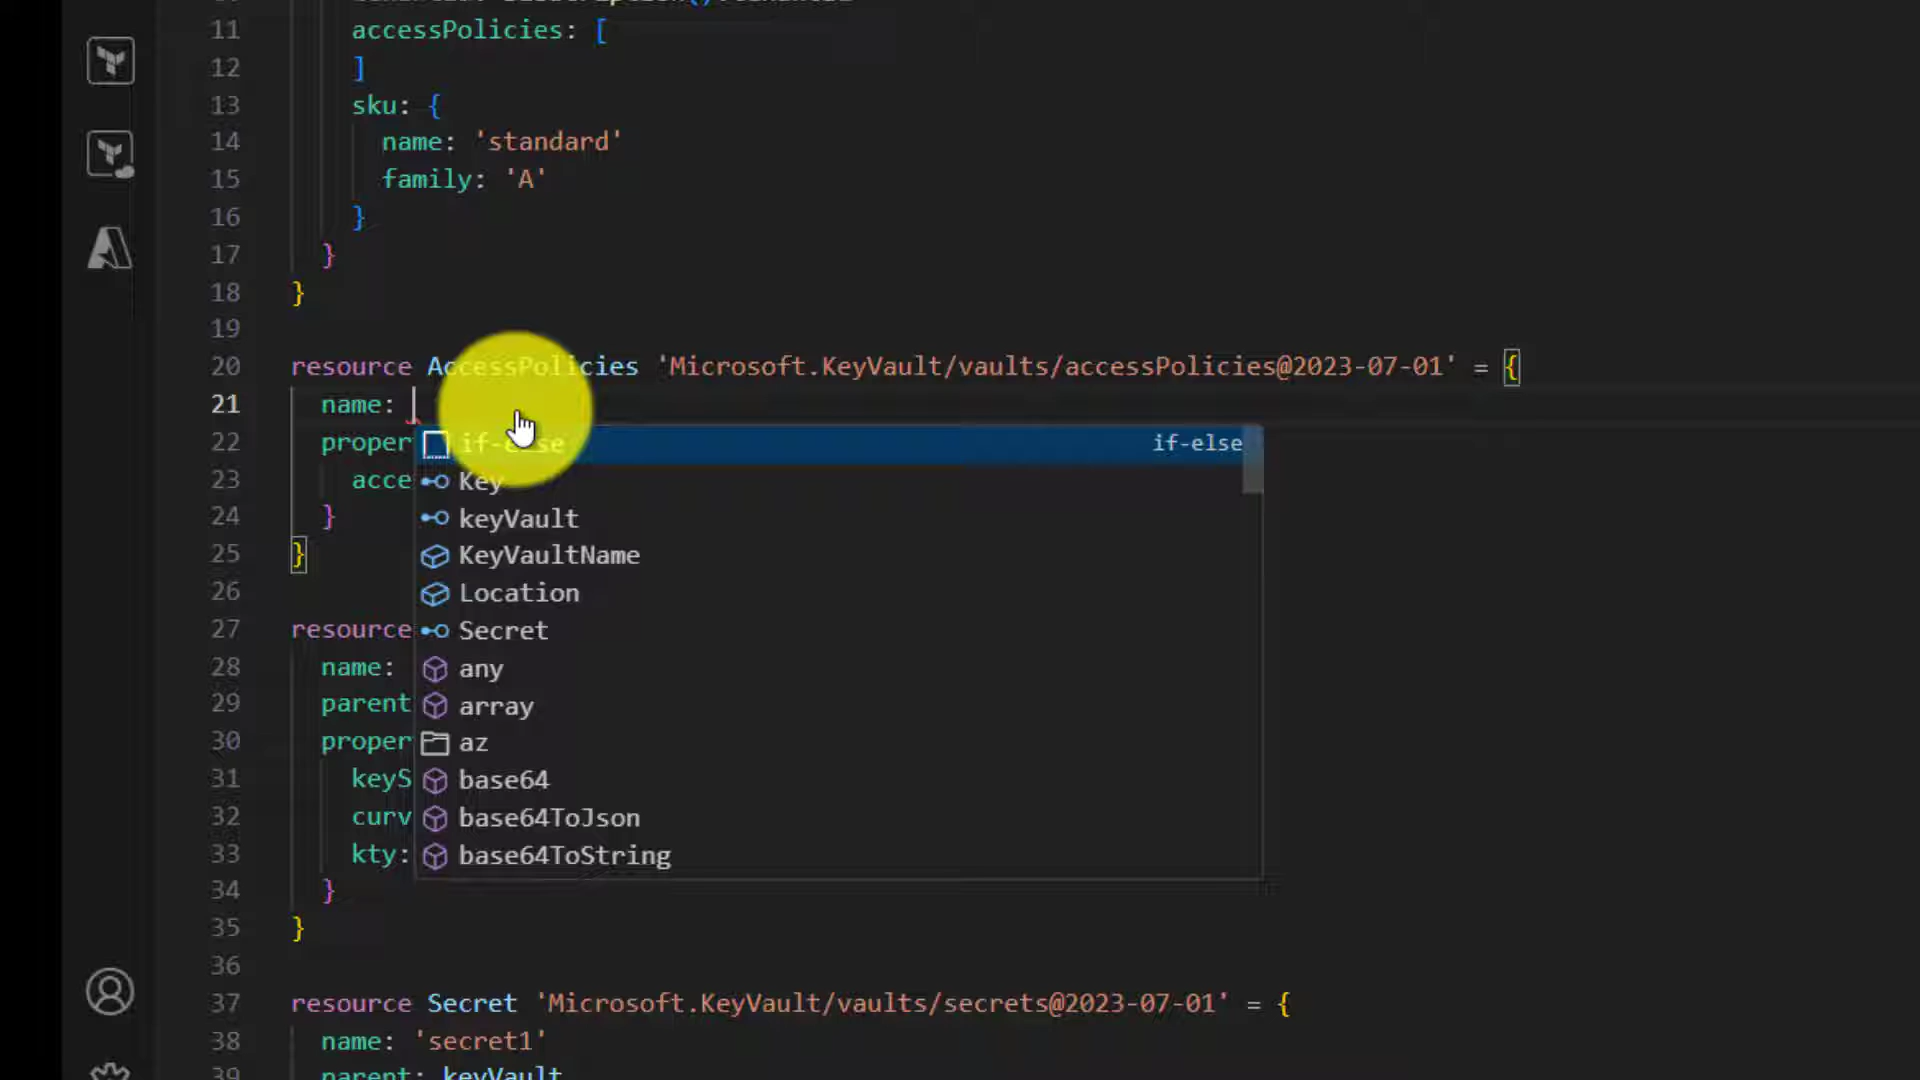 11 accessPolicies: [
12 ]
13 sku: {
14 name: 'standard'
15 family: 'A'
16 }
17 }
18 }
19
20 resource AccessPolicies 'Microsoft.KeyVault/vaults/accessPolicies@2023-07-01' = {
21 name:
22 proper
if-else if-else
23 acce
Key
24 }
keyVault
25 }
KeyVaultName
26
Location
27 resource
Secret
28 name:
any
29 parent
array
30 proper
az
31 keyS
base64
32 curv
base64ToJson
33 kty:
base64ToString
34 }
35 }
36
37 resource Secret 'Microsoft.KeyVault/vaults/secrets@2023-07-01' = {
38 name: 'secret1'
39 parent: keyVault